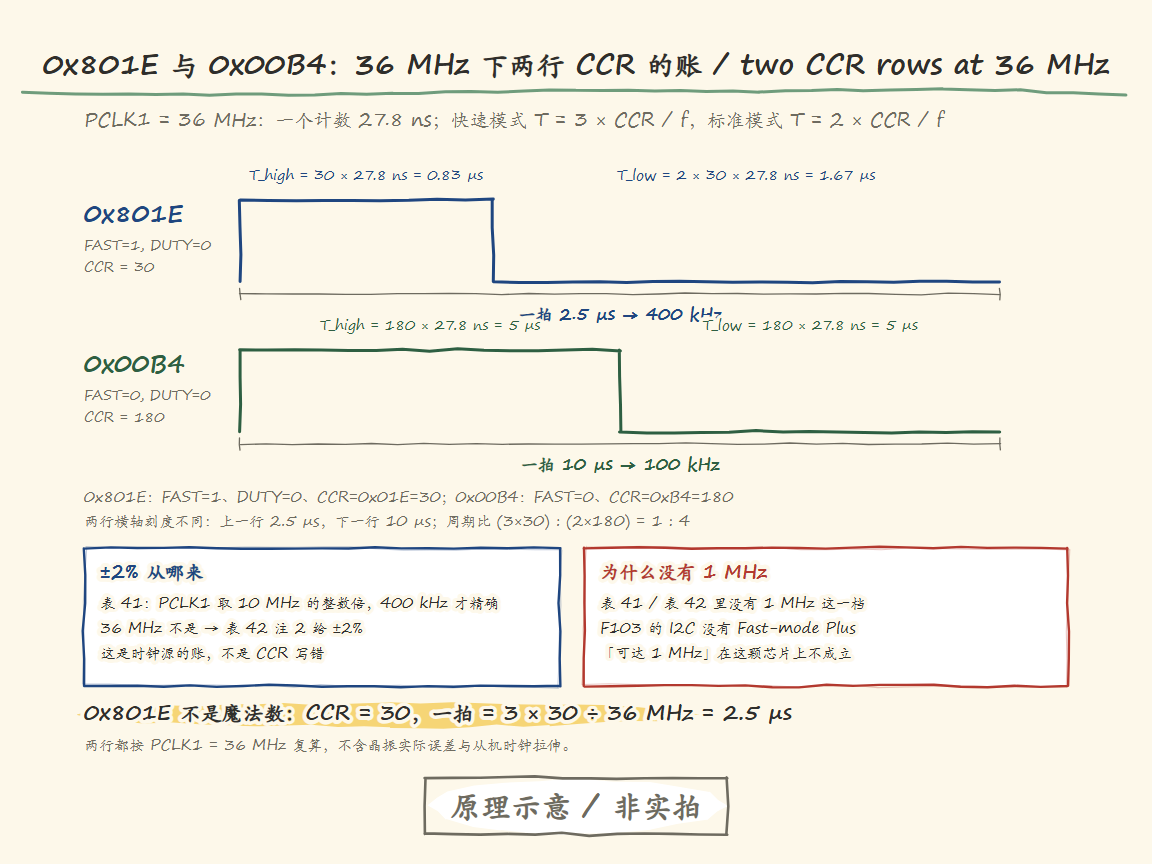 0x801E 与 0x00B4：36 MHz 下两行 CCR 的账 / two CCR rows at 36 MHz
PCLK1 = 36 MHz：一个计数 27.8 ns；快速模式 T = 3 × CCR / f，标准模式 T = 2 × CCR / f
T_high = 30 × 27.8 ns = 0.83 µs
T_low = 2 × 30 × 27.8 ns = 1.67 µs
0x801E
FAST=1, DUTY=0
CCR = 30
一拍 2.5 µs → 400 kHz
T_high = 180 × 27.8 ns = 5 µs
T_low = 180 × 27.8 ns = 5 µs
0x00B4
FAST=0, DUTY=0
CCR = 180
一拍 10 µs → 100 kHz
0x801E：FAST=1、DUTY=0、CCR=0x01E=30；0x00B4：FAST=0、CCR=0xB4=180
两行横轴刻度不同：上一行 2.5 µs，下一行 10 µs；周期比 (3×30) : (2×180) = 1 : 4
±2% 从哪来
表 41：PCLK1 取 10 MHz 的整数倍，400 kHz 才精确
36 MHz 不是 → 表 42 注 2 给 ±2%
这是时钟源的账，不是 CCR 写错
为什么没有 1 MHz
表 41 / 表 42 里没有 1 MHz 这一档
F103 的 I2C 没有 Fast-mode Plus
「可达 1 MHz」在这颗芯片上不成立
0x801E 不是魔法数：CCR = 30，一拍 = 3 × 30 ÷ 36 MHz = 2.5 µs
两行都按 PCLK1 = 36 MHz 复算，不含晶振实际误差与从机时钟拉伸。
原理示意 / 非实拍